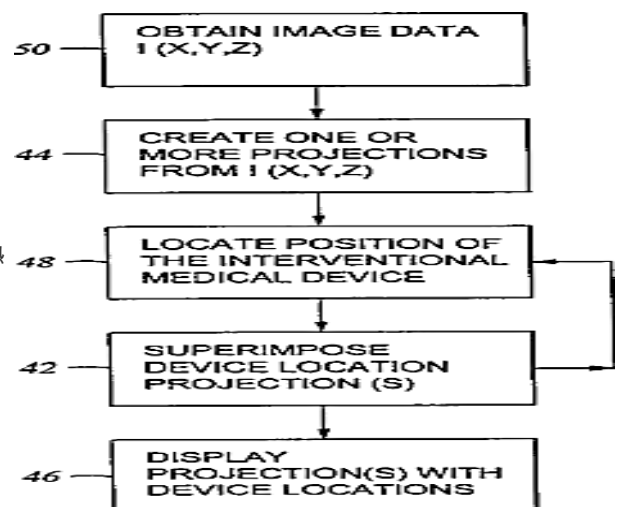 50
OBTAIN IMAGE DATA
I (X,Y,Z)
44
CREATE ONE OR
MORE PROJECTIONS
FROM I (X,Y,Z)
48
LOCATE POSITION OF
THE INTERVENTIONAL
MEDICAL DEVICE
42
SUPERIMPOSE
DEVICE LOCATION
PROJECTION (S)
46
DISPLAY
PROJECTION(S) WITH
DEVICE LOCATIONS